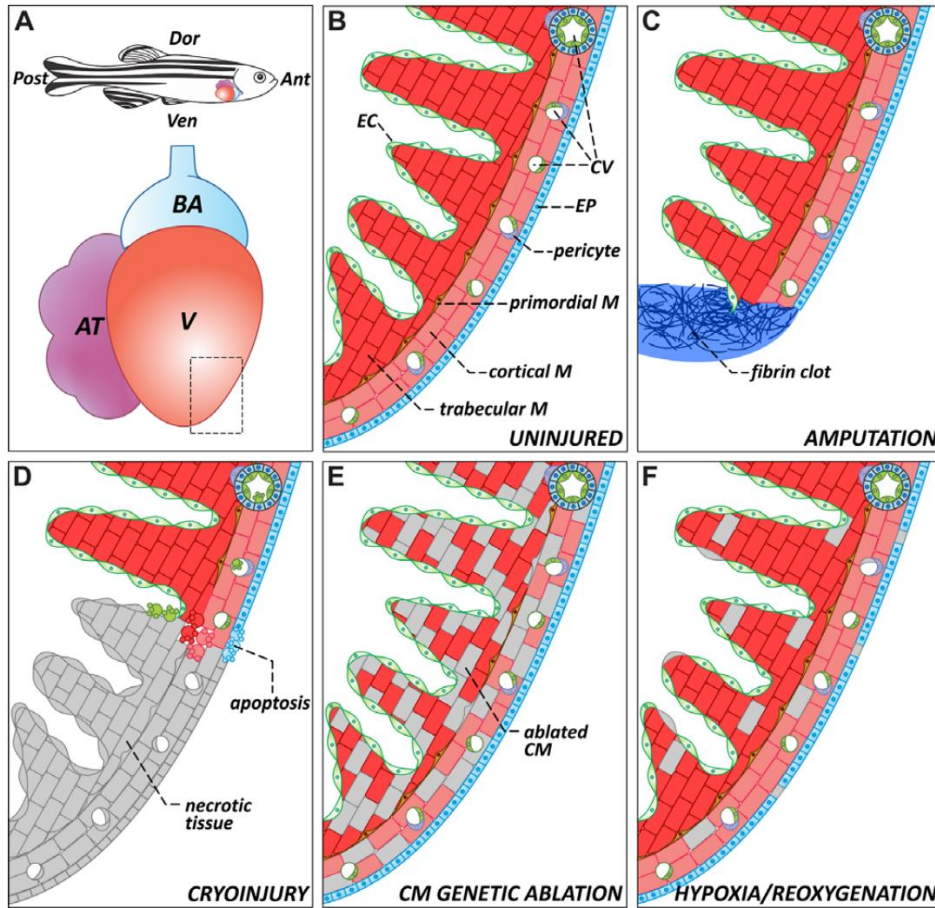 A
Dor
Post
Ant
Ven
BA
AT
V
B
EC
CV
EP
pericyte
primordial M
cortical M
trabecular M
UNINJURED
C
fibrin clot
AMPUTATION
D
apoptosis
necrotic
tissue
CRYOINJURY
E
ablated
CM
CM GENETIC ABLATION
F
HYPOXIA/REOXYGENATION